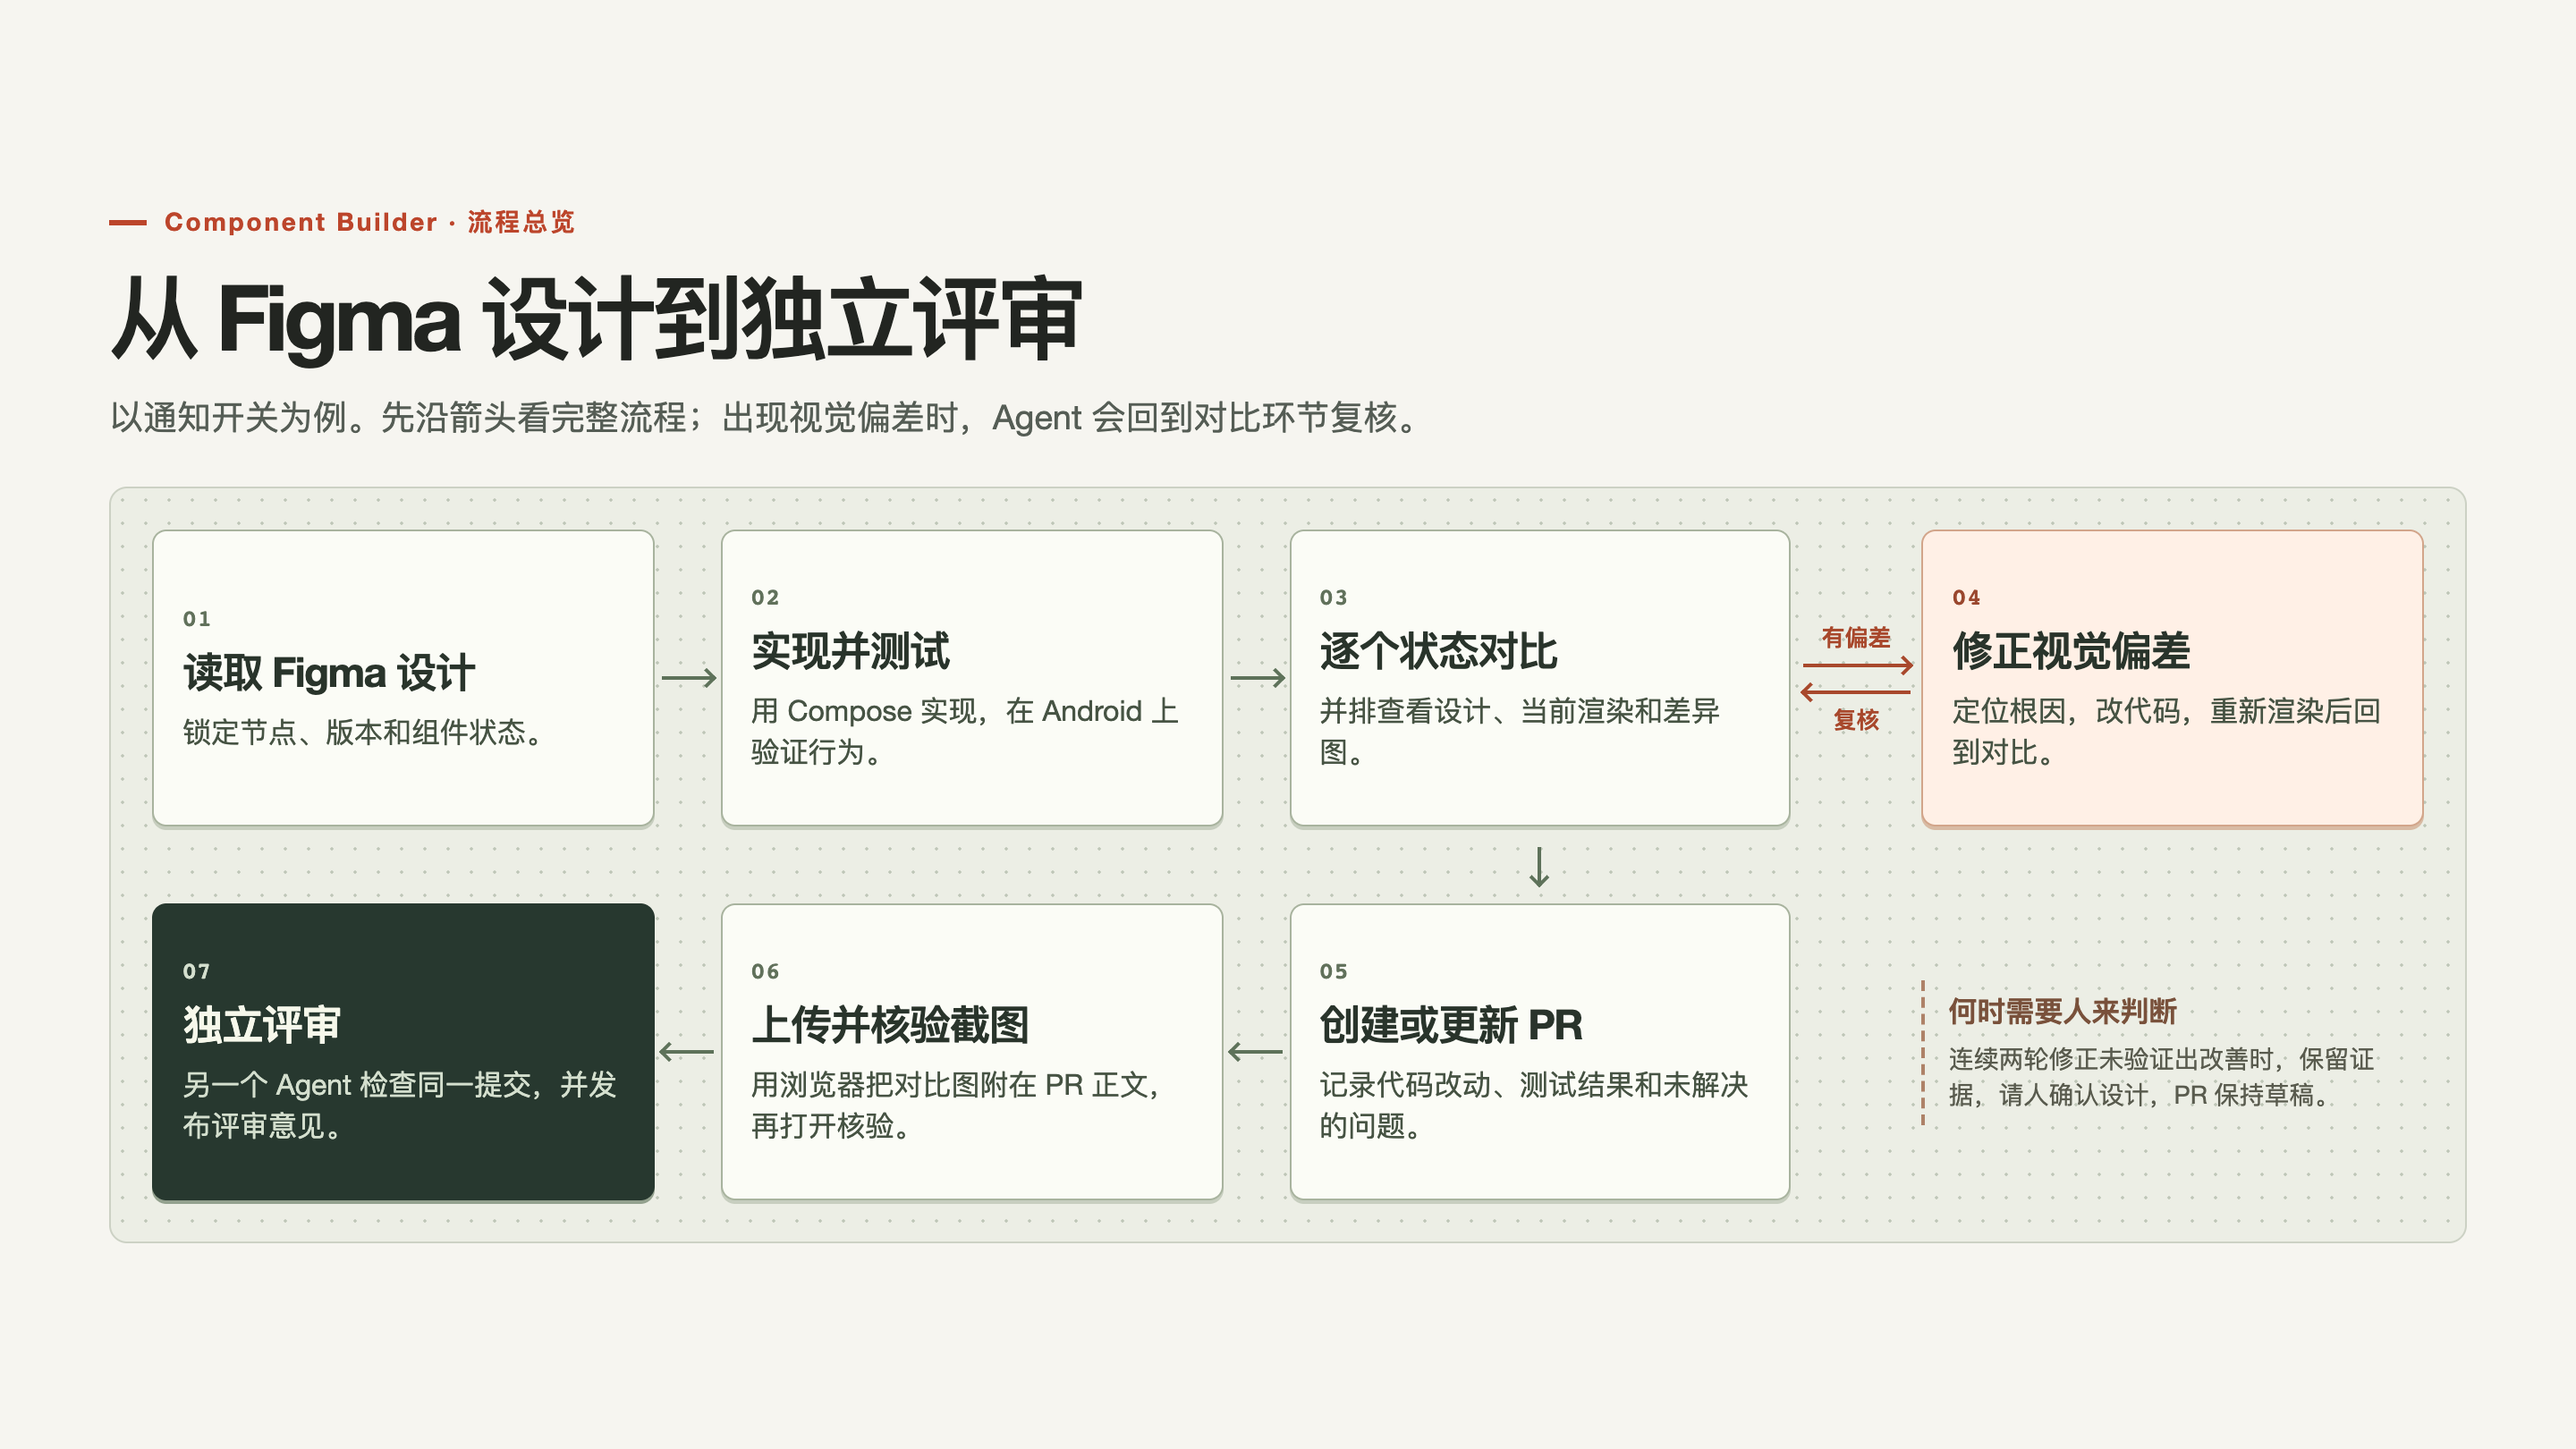 Component Builder · 流程总览
从 Figma 设计到独立评审
以通知开关为例。先沿箭头看完整流程；出现视觉偏差时，Agent 会回到对比环节复核。
01
读取 Figma 设计
锁定节点、版本和组件状态。
02
实现并测试
用 Compose 实现，在 Android 上
验证行为。
03
逐个状态对比
并排查看设计、当前渲染和差异
图。
有偏差
复核
04
修正视觉偏差
定位根因，改代码，重新渲染后回
到对比。
05
创建或更新 PR
记录代码改动、测试结果和未解决
的问题。
06
上传并核验截图
用浏览器把对比图附在 PR 正文，
再打开核验。
07
独立评审
另一个 Agent 检查同一提交，并发
布评审意见。
何时需要人来判断
连续两轮修正未验证出改善时，保留证
据，请人确认设计，PR 保持草稿。